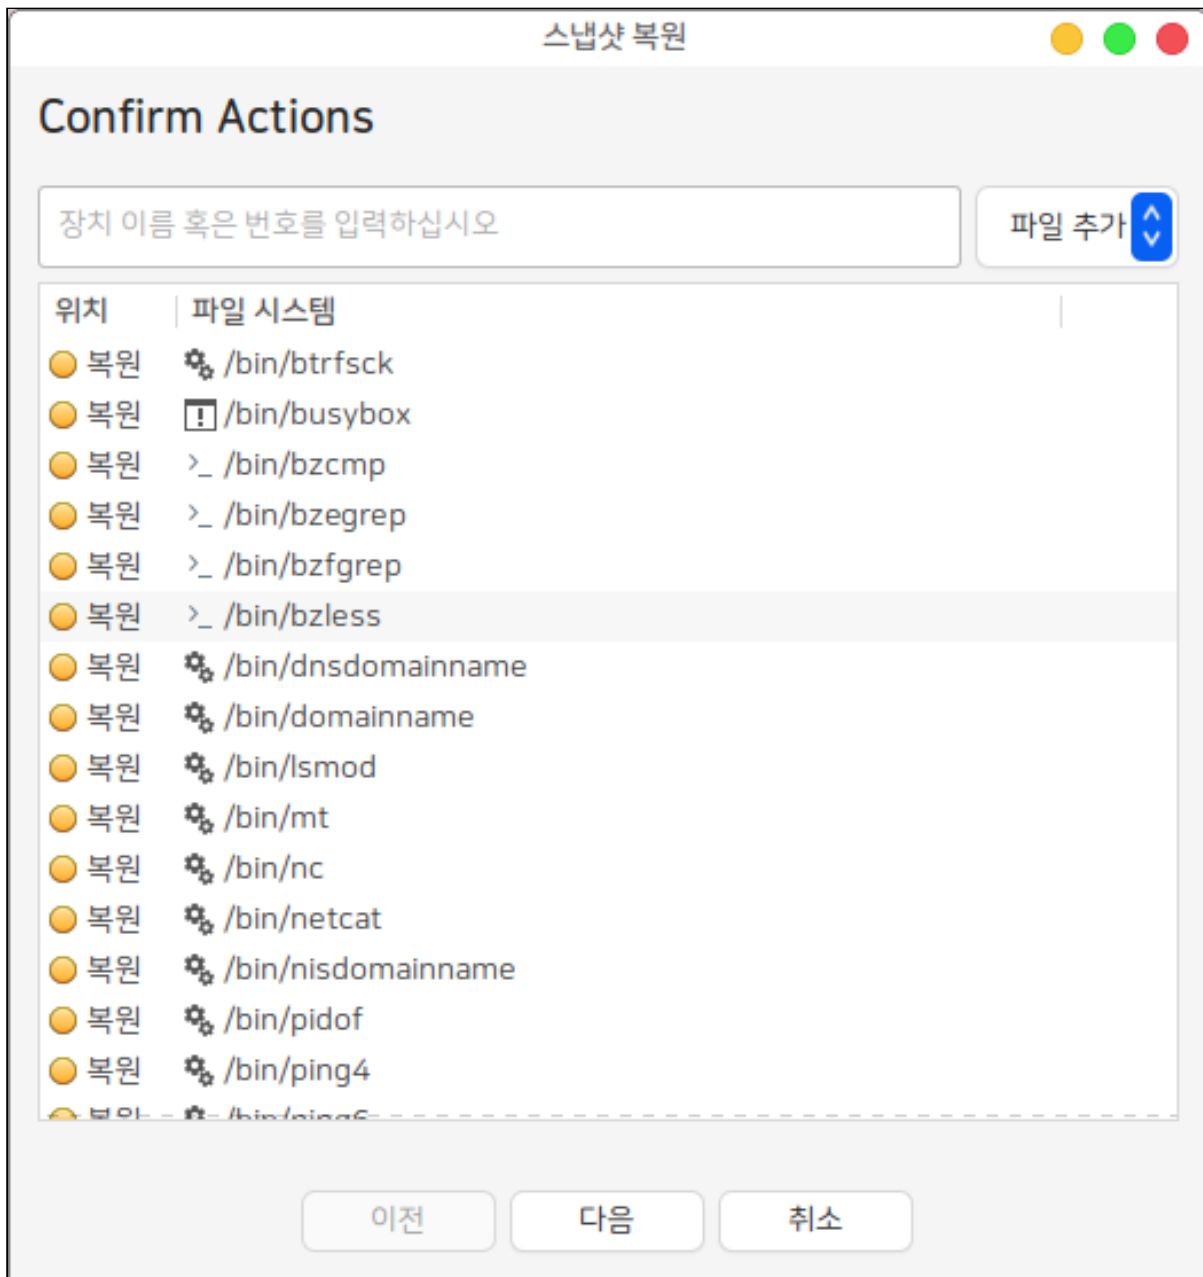 스냅샷 복원
Confirm Actions
장치 이름 혹은 번호를 입력하십시오
파일 추가
위치 파일 시스템
복원 /bin/btrfsck
복원 /bin/busybox
복원 >_ /bin/bzcmp
복원 >_ /bin/bzegrep
복원 >_ /bin/bzfgrep
복원 >_ /bin/bzless
복원 /bin/dnsdomainname
복원 /bin/domainname
복원 /bin/lsmod
복원 /bin/mt
복원 /bin/nc
복원 /bin/netcat
복원 /bin/nisdomainname
복원 /bin/pidof
복원 /bin/ping4
복원 /bin/ping6
이전 다음 취소